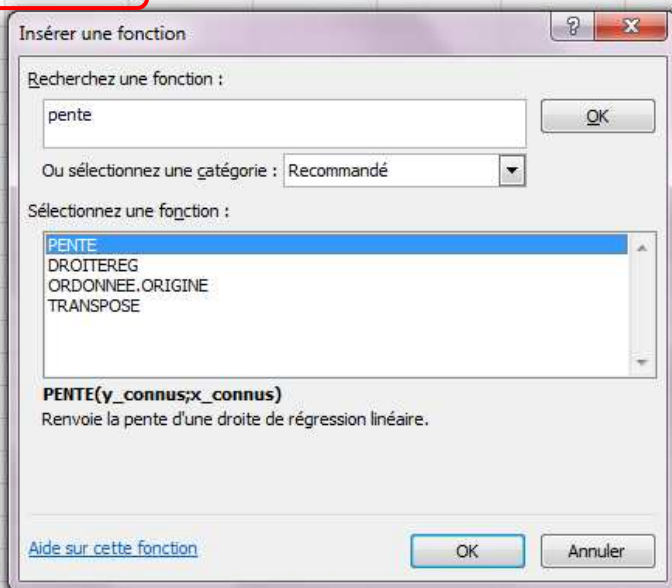 Insérer une fonction
Recherchez une fonction :
pente
OK
Ou sélectionnez une catégorie : Recommandé
Sélectionnez une fonction :
PENTE
DROITEREG
ORDONNEE.ORIGINE
TRANSPOSE
PENTE(y_connus;x_connus)
Renvoie la pente d'une droite de régression linéaire.
Aide sur cette fonction
OK
Annuler